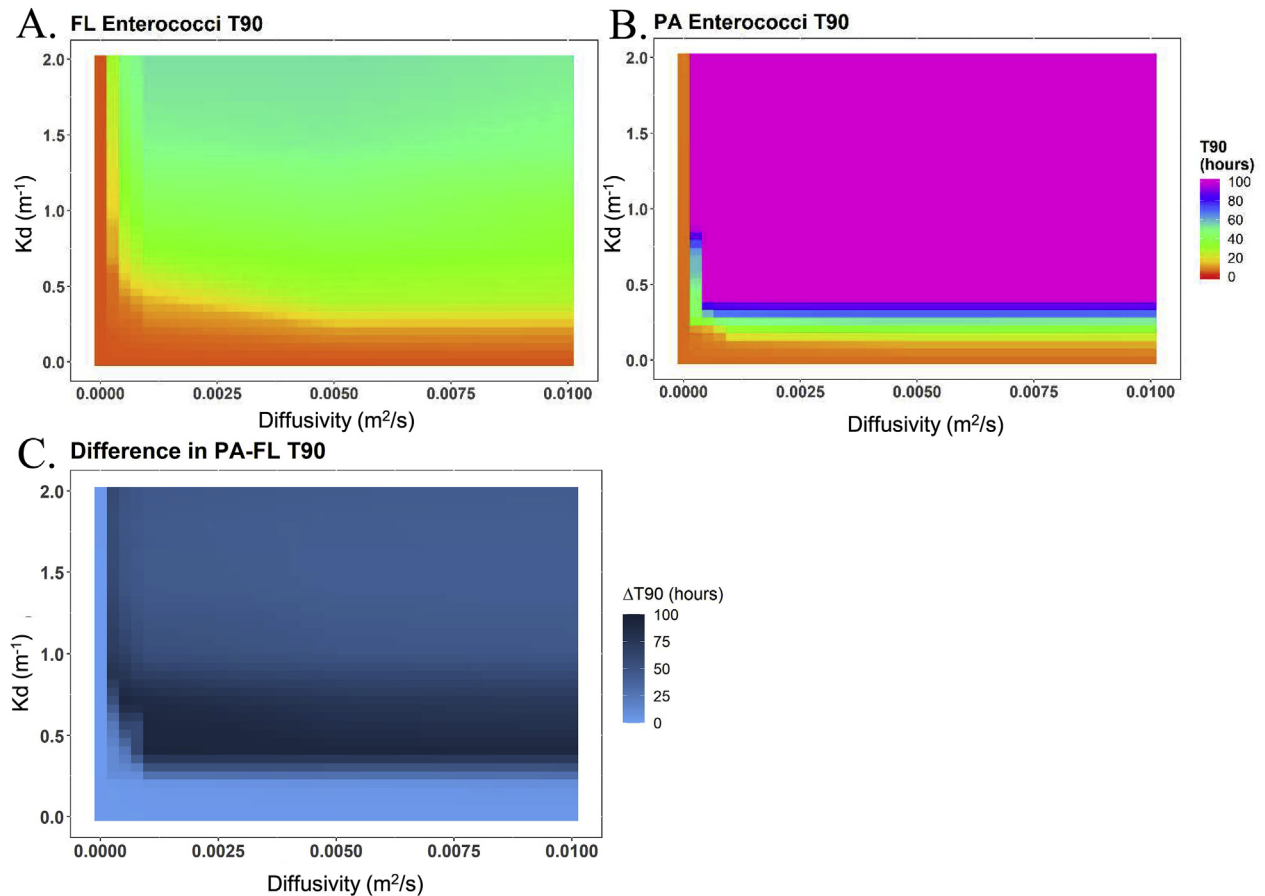 A. FL Enterococci T90
2.0
1.5
1.0
0.5
0.0
Kd (m-1)
0.0000 0.0025 0.0050 0.0075 0.0100
Diffusivity (m2/s)
B. PA Enterococci T90
2.0
1.5
1.0
0.5
0.0
Kd (m-1)
0.0000 0.0025 0.0050 0.0075 0.0100
Diffusivity (m2/s)
T90
(hours)
100
80
60
40
20
0
C. Difference in PA-FL T90
2.0
1.5
1.0
0.5
0.0
Kd (m-1)
0.0000 0.0025 0.0050 0.0075 0.0100
Diffusivity (m2/s)
ΔT90 (hours)
100
75
50
25
0